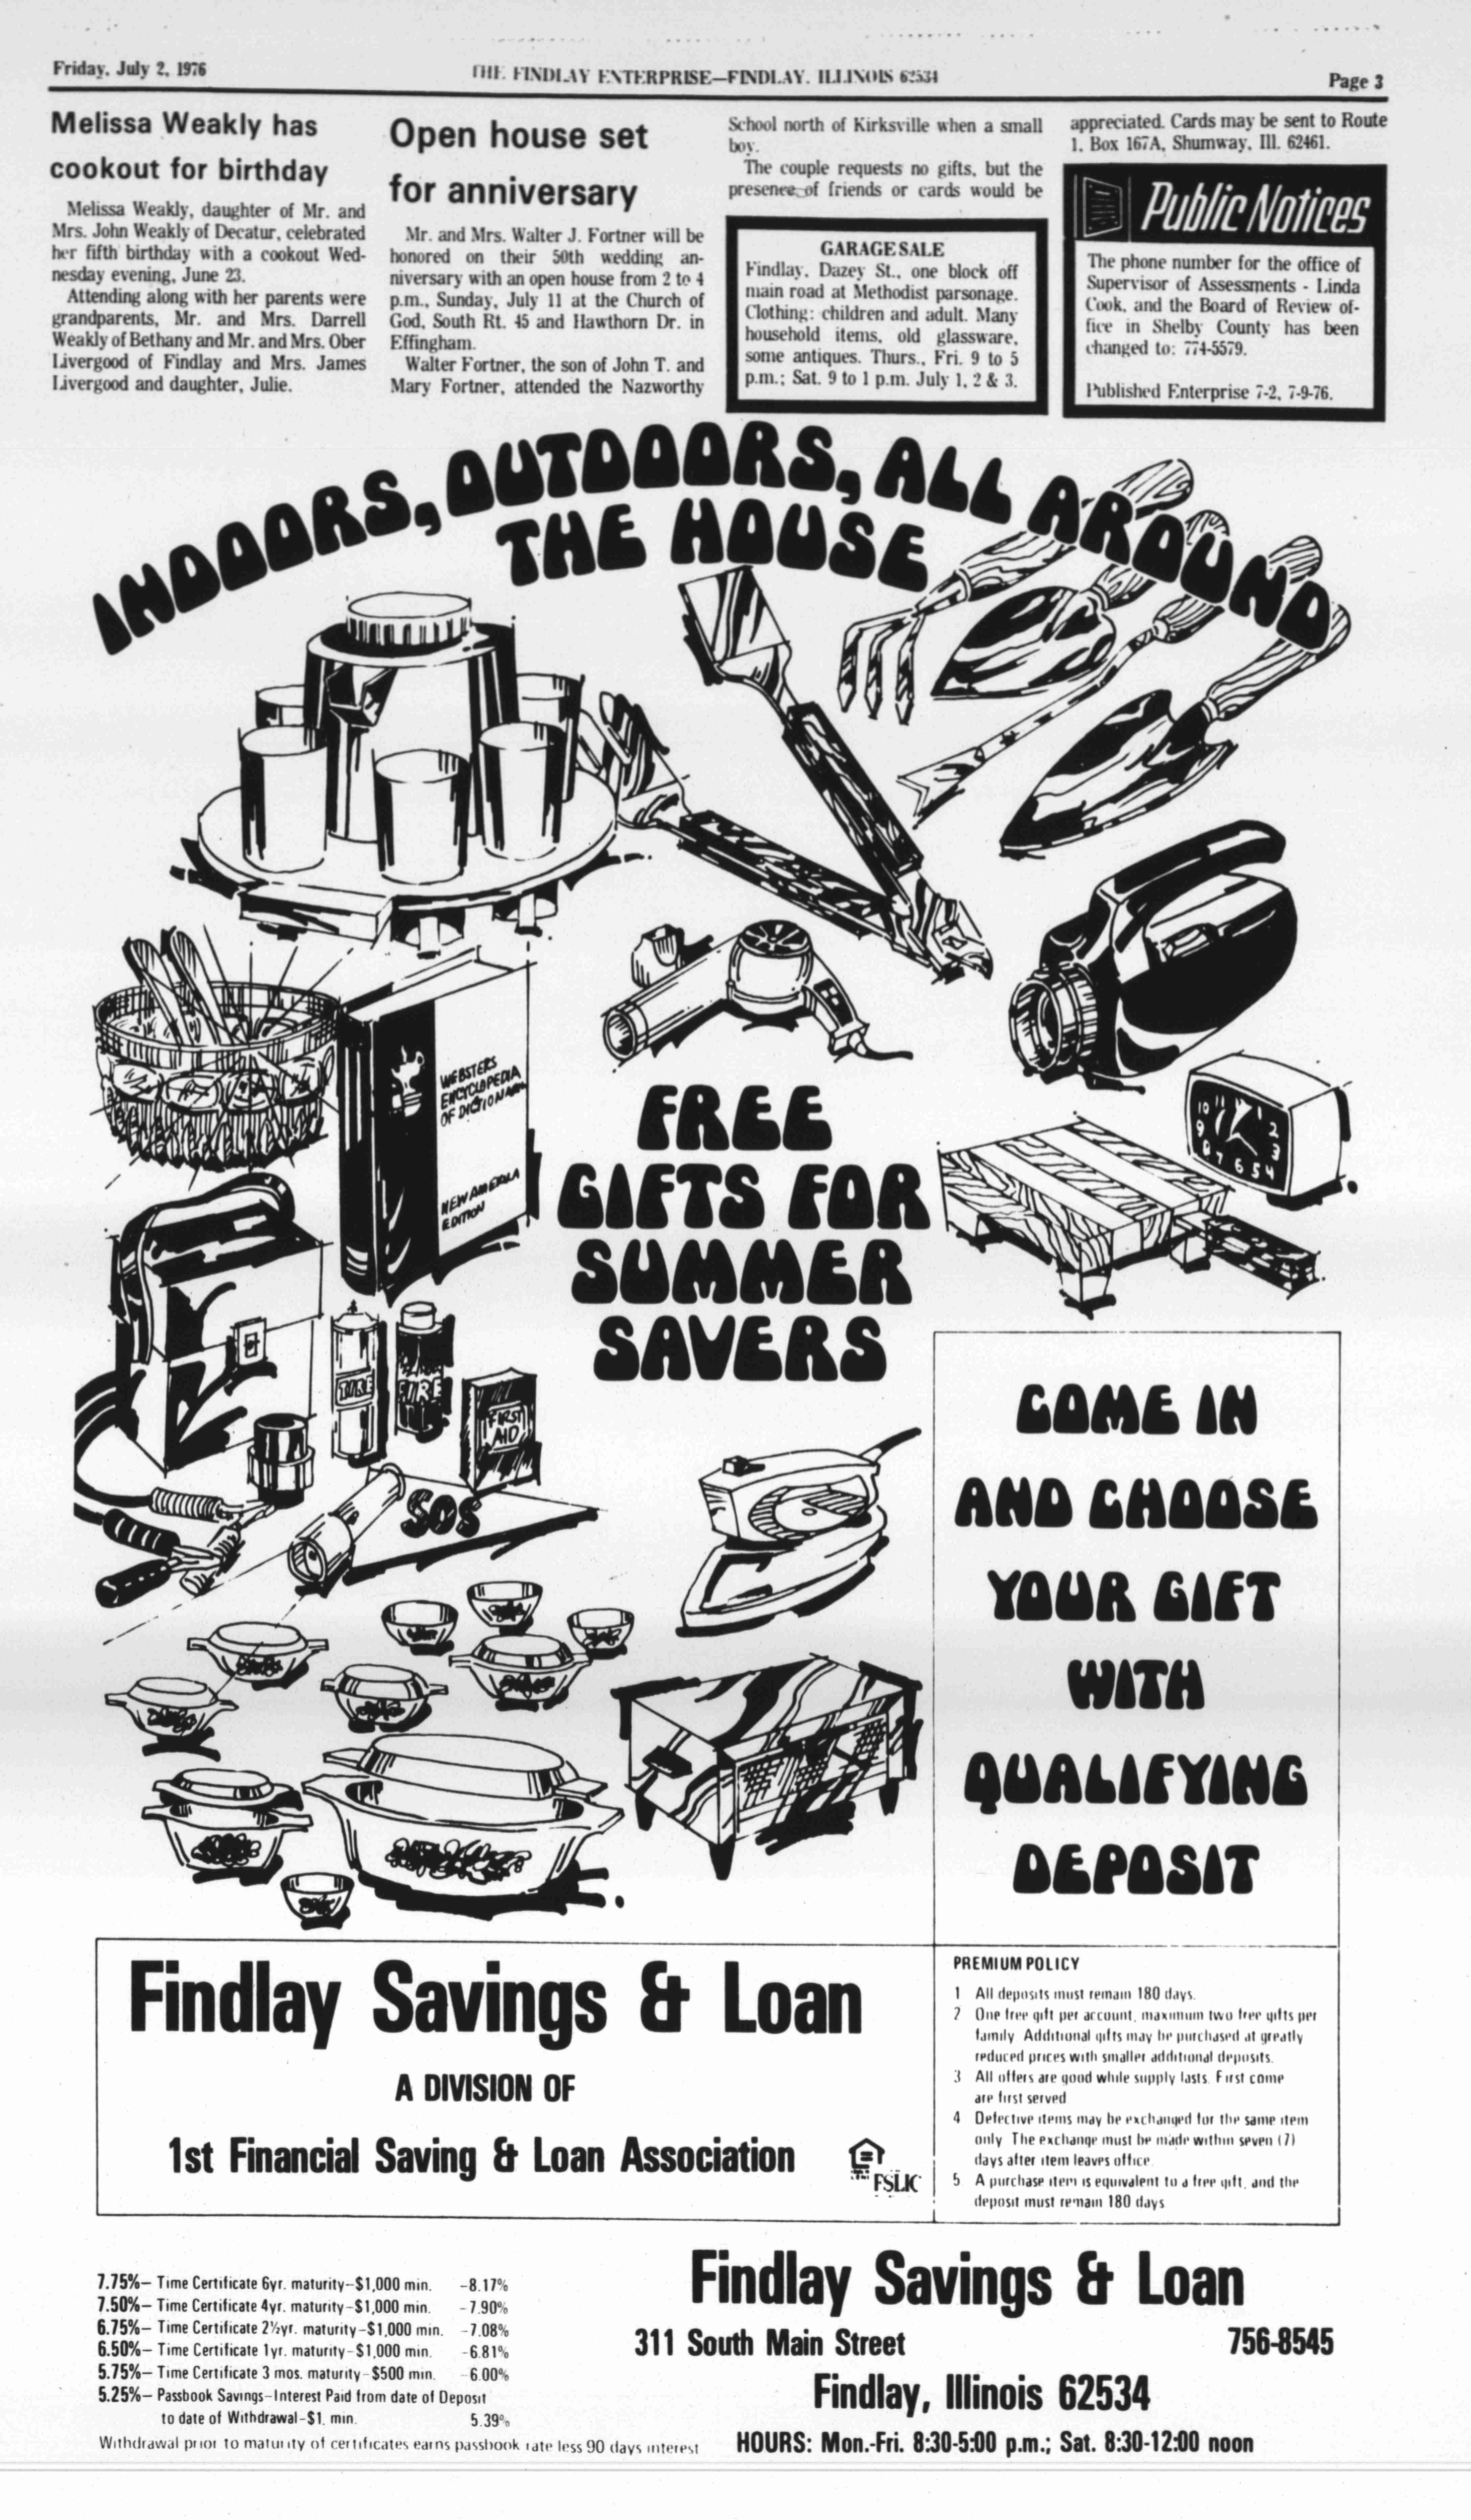 Friday, July 2, 1976
THE FINDLAY ENTERPRISE—FINDLAY, ILLINOIS 62534
Page 3
Melissa Weakly has
cookout for birthday
Melissa Weakly, daughter of Mr. and
Mrs. John Weakly of Decatur, celebrated
her fifth birthday with a cookout Wed-
nesday evening, June 23.
Attending along with her parents were
grandparents, Mr. and Mrs. Darrell
Weakly of Bethany and Mr. and Mrs. Ober
Livergood of Findlay and Mrs. James
Livergood and daughter, Julie.
Open house set
for anniversary
Mr. and Mrs. Walter J. Fortner will be
honored on their 50th wedding an-
niversary with an open house from 2 to 4
p.m., Sunday, July 11 at the Church of
God, South Rt. 45 and Hawthorn Dr. in
Effingham.
Walter Fortner, the son of John T. and
Mary Fortner, attended the Nazworthy
School north of Kirksville when a small
boy.
The couple requests no gifts, but the
presence of friends or cards would be
appreciated. Cards may be sent to Route
1, Box 167A, Shumway, Ill. 62461.
GARAGE SALE
Findlay, Dazey St., one block off
main road at Methodist parsonage.
Clothing: children and adult. Many
household items, old glassware,
some antiques. Thurs., Fri. 9 to 5
p.m.; Sat. 9 to 1 p.m. July 1, 2 & 3.
Public Notices
The phone number for the office of
Supervisor of Assessments - Linda
Cook, and the Board of Review of-
fice in Shelby County has been
changed to: 774-5579.
Published Enterprise 7-2, 7-9-76.
INDOORS, OUTDOORS, ALL AROUND
THE HOUSE
WEBSTERS
ENCYCLOPEDIA
OF DICTIONARY
NEW AMERICA
EDITION
10 11 12 1 2 3 4 5 6 7 8 9
FREE
GIFTS FOR
SUMMER
SAVERS
TIRE
FIRE
FIRST
AID
SOS
COME IN
AND CHOOSE
YOUR GIFT
WITH
QUALIFYING
DEPOSIT
Findlay Savings & Loan
A DIVISION OF
1st Financial Saving & Loan Association
FSLIC
PREMIUM POLICY
1 All deposits must remain 180 days.
2 One free gift per account, maximum two free gifts per
family Additional gifts may be purchased at greatly
reduced prices with smaller additional deposits.
3 All offers are good while supply lasts. First come
are first served
4 Defective items may be exchanged for the same item
only The exchange must be made within seven (7)
days after item leaves office.
5 A purchase item is equivalent to a free gift, and the
deposit must remain 180 days
7.75%— Time Certificate 6yr. maturity--$1,000 min. -8.17%
7.50%— Time Certificate 4yr. maturity-$1,000 min. -7.90%
6.75%— Time Certificate 2½yr. maturity-$1,000 min. -7.08%
6.50%— Time Certificate 1yr. maturity-$1,000 min. -6.81%
5.75%— Time Certificate 3 mos. maturity-$500 min. -6.00%
5.25%— Passbook Savings-Interest Paid from date of Deposit
to date of Withdrawal-$1. min. 5.39%
Withdrawal prior to maturity of certificates earns passbook rate less 90 days interest
Findlay Savings & Loan
311 South Main Street 756-8545
Findlay, Illinois 62534
HOURS: Mon.-Fri. 8:30-5:00 p.m.; Sat. 8:30-12:00 noon